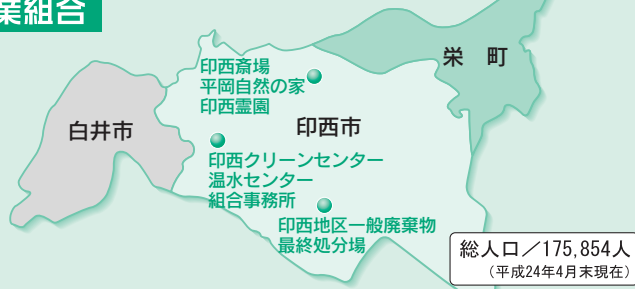 業組合
栄 町
印西斎場
平岡自然の家
印西霊園
白井市
印西市
印西クリーンセンター
温水センター
組合事務所
印西地区一般廃棄物
最終処分場
総人口／175,854人
（平成24年4月末現在）